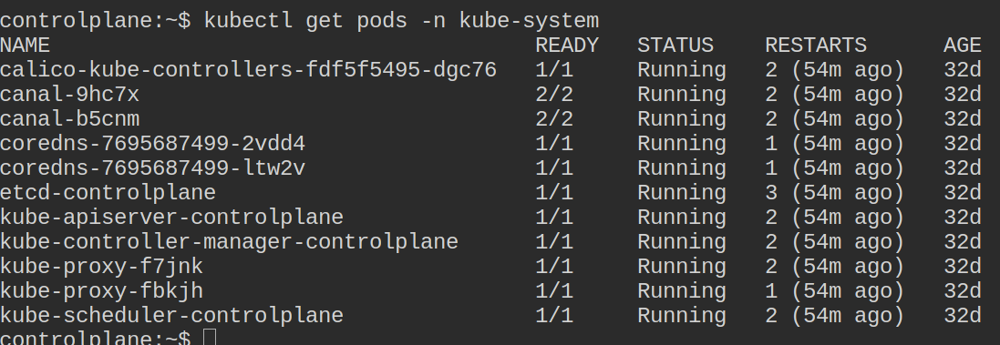 controlplane:~$ kubectl get pods -n kube-system
NAME                                      READY   STATUS    RESTARTS      AGE
calico-kube-controllers-fdf5f5495-dgc76   1/1     Running   2 (54m ago)   32d
canal-9hc7x                               2/2     Running   2 (54m ago)   32d
canal-b5cnm                               2/2     Running   2 (54m ago)   32d
coredns-7695687499-2vdd4                  1/1     Running   1 (54m ago)   32d
coredns-7695687499-ltw2v                  1/1     Running   1 (54m ago)   32d
etcd-controlplane                         1/1     Running   3 (54m ago)   32d
kube-apiserver-controlplane               1/1     Running   2 (54m ago)   32d
kube-controller-manager-controlplane      1/1     Running   2 (54m ago)   32d
kube-proxy-f7jnk                          1/1     Running   2 (54m ago)   32d
kube-proxy-fbkjh                          1/1     Running   1 (54m ago)   32d
kube-scheduler-controlplane               1/1     Running   2 (54m ago)   32d
controlplane:~$